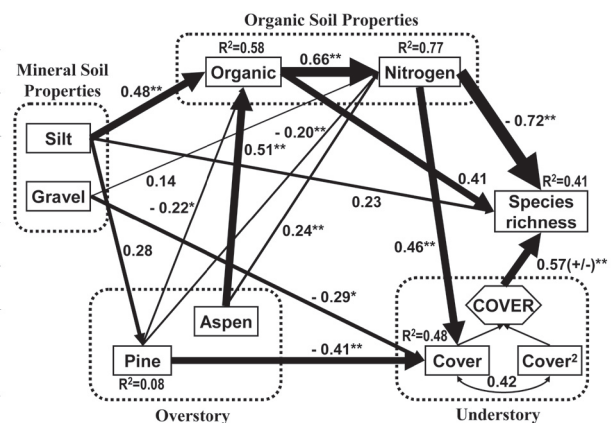 Organic Soil Properties
R²=0.58
0.66**
R²=0.77
Mineral Soil
Properties
Organic
Nitrogen
0.48**
Silt
- 0.20**
- 0.72**
0.51**
R²=0.41
Gravel
0.14
0.41
Species
richness
- 0.22*
0.23
0.24**
0.28
0.46**
0.57(+/-)**
- 0.29*
COVER
Aspen
R²=0.48
Pine
- 0.41**
Cover
Cover²
R²=0.08
0.42
Overstory
Understory